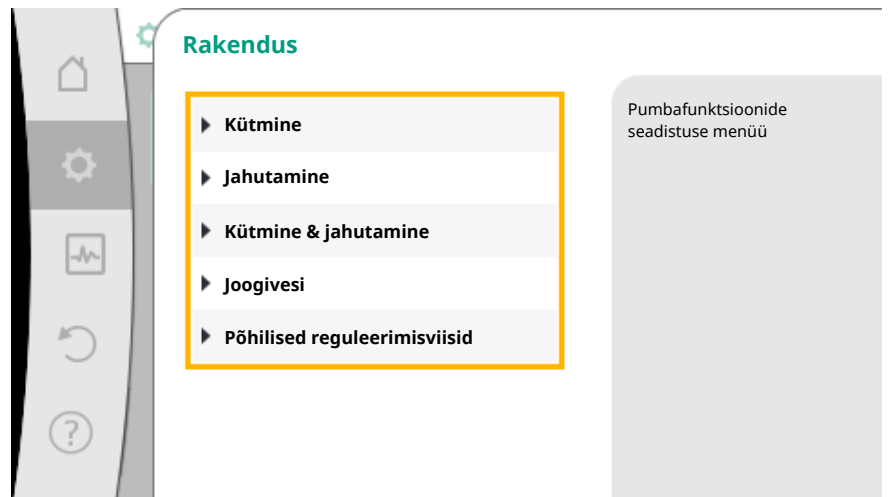 Rakendus
Kütmine
Jahutamine
Kütmine & jahutamine
Joogivesi
Põhilised reguleerimisviisid
Pumbafunktsioonide
seadistuse menüü
?